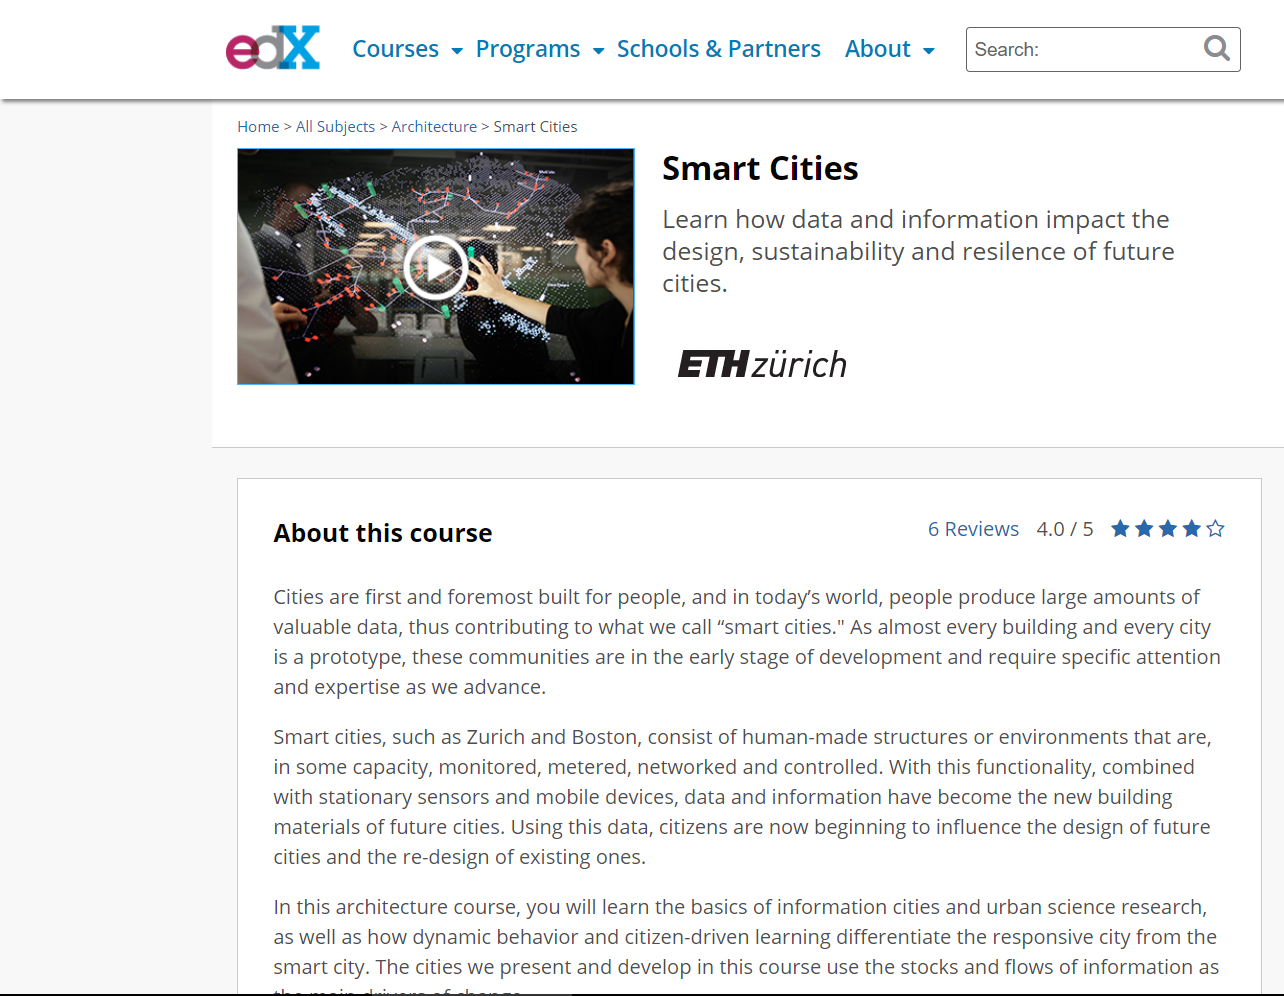 edX Courses Programs Schools & Partners About Search:
Home > All Subjects > Architecture > Smart Cities
Smart Cities
Learn how data and information impact the
design, sustainability and resilence of future
cities.
ETH zürich
About this course
6 Reviews 4.0 / 5
Cities are first and foremost built for people, and in today’s world, people produce large amounts of
valuable data, thus contributing to what we call “smart cities." As almost every building and every city
is a prototype, these communities are in the early stage of development and require specific attention
and expertise as we advance.
Smart cities, such as Zurich and Boston, consist of human-made structures or environments that are,
in some capacity, monitored, metered, networked and controlled. With this functionality, combined
with stationary sensors and mobile devices, data and information have become the new building
materials of future cities. Using this data, citizens are now beginning to influence the design of future
cities and the re-design of existing ones.
In this architecture course, you will learn the basics of information cities and urban science research,
as well as how dynamic behavior and citizen-driven learning differentiate the responsive city from the
smart city. The cities we present and develop in this course use the stocks and flows of information as
the main drivers of change.